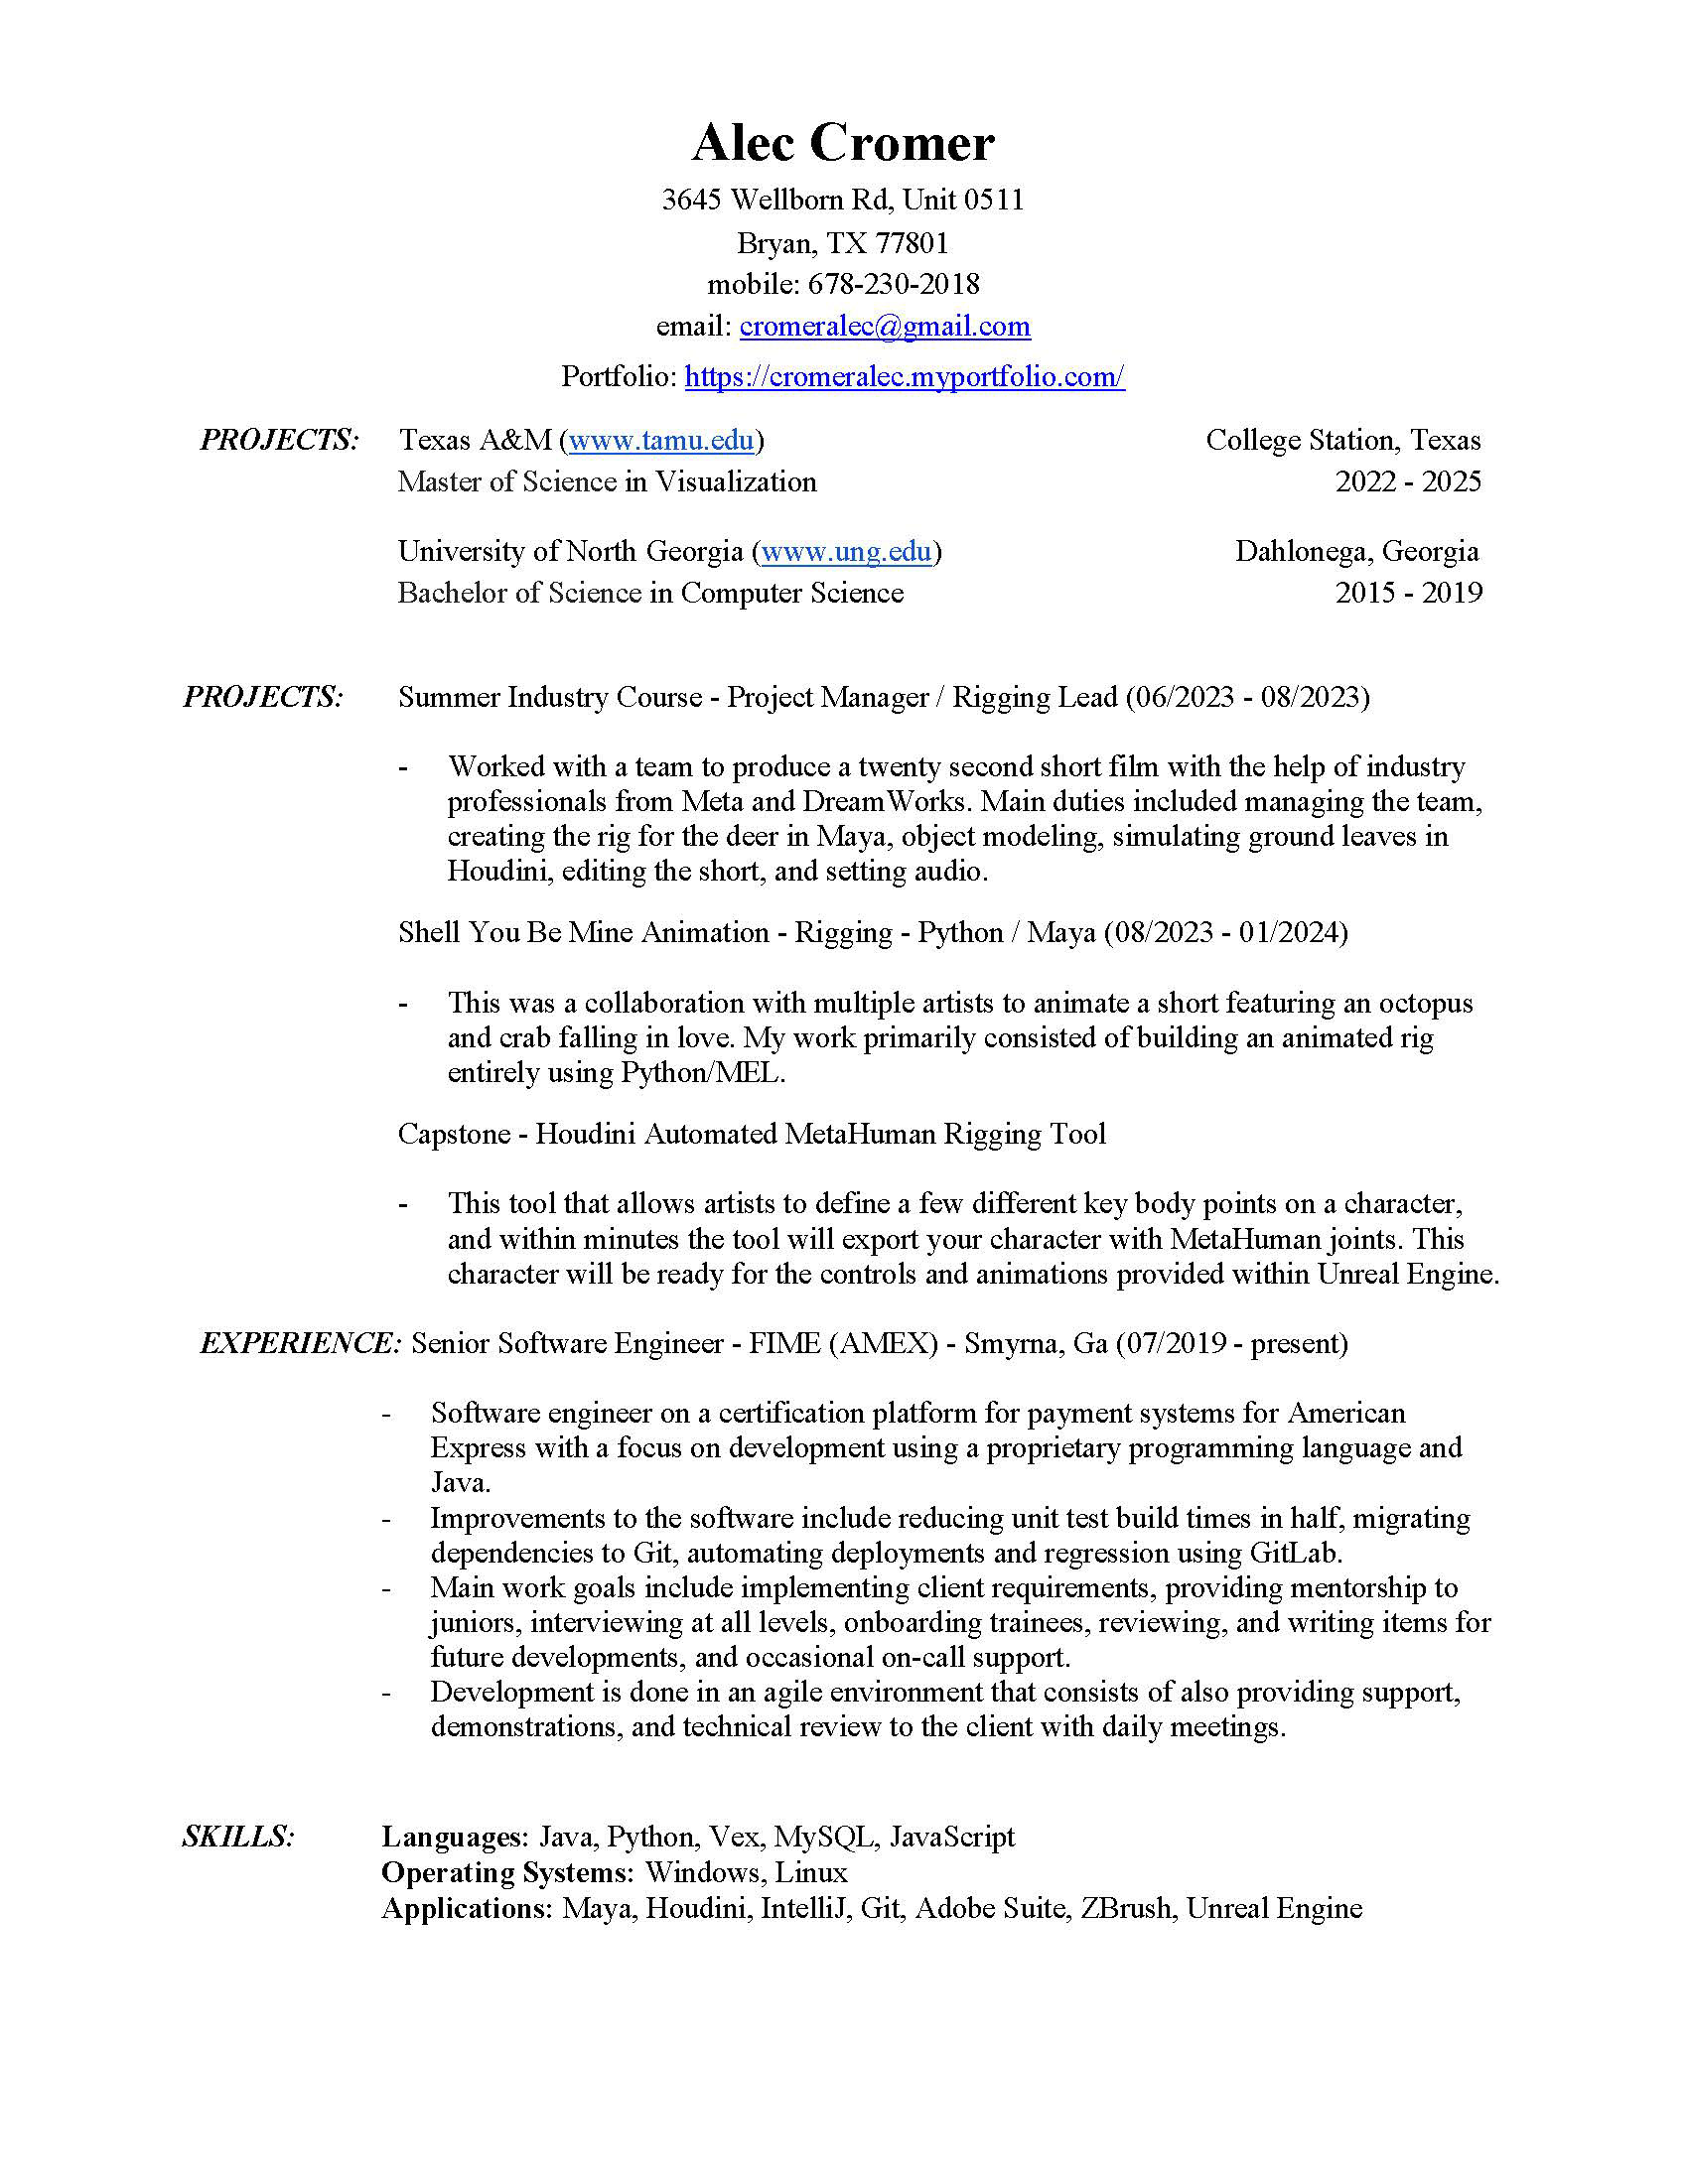 Alec Cromer
3645 Wellborn Rd, Unit 0511
Bryan, TX 77801
mobile: 678-230-2018
email: cromeralec@gmail.com
Portfolio: https://cromeralec.myportfolio.com/
PROJECTS: Texas A&M (www.tamu.edu) College Station, Texas
Master of Science in Visualization 2022 - 2025
University of North Georgia (www.ung.edu) Dahlonega, Georgia
Bachelor of Science in Computer Science 2015 - 2019
PROJECTS: Summer Industry Course - Project Manager / Rigging Lead (06/2023 - 08/2023)
- Worked with a team to produce a twenty second short film with the help of industry
professionals from Meta and DreamWorks. Main duties included managing the team,
creating the rig for the deer in Maya, object modeling, simulating ground leaves in
Houdini, editing the short, and setting audio.
Shell You Be Mine Animation - Rigging - Python / Maya (08/2023 - 01/2024)
- This was a collaboration with multiple artists to animate a short featuring an octopus
and crab falling in love. My work primarily consisted of building an animated rig
entirely using Python/MEL.
Capstone - Houdini Automated MetaHuman Rigging Tool
- This tool that allows artists to define a few different key body points on a character,
and within minutes the tool will export your character with MetaHuman joints. This
character will be ready for the controls and animations provided within Unreal Engine.
EXPERIENCE: Senior Software Engineer - FIME (AMEX) - Smyrna, Ga (07/2019 - present)
- Software engineer on a certification platform for payment systems for American
Express with a focus on development using a proprietary programming language and
Java.
- Improvements to the software include reducing unit test build times in half, migrating
dependencies to Git, automating deployments and regression using GitLab.
- Main work goals include implementing client requirements, providing mentorship to
juniors, interviewing at all levels, onboarding trainees, reviewing, and writing items for
future developments, and occasional on-call support.
- Development is done in an agile environment that consists of also providing support,
demonstrations, and technical review to the client with daily meetings.
SKILLS: Languages: Java, Python, Vex, MySQL, JavaScript
Operating Systems: Windows, Linux
Applications: Maya, Houdini, IntelliJ, Git, Adobe Suite, ZBrush, Unreal Engine